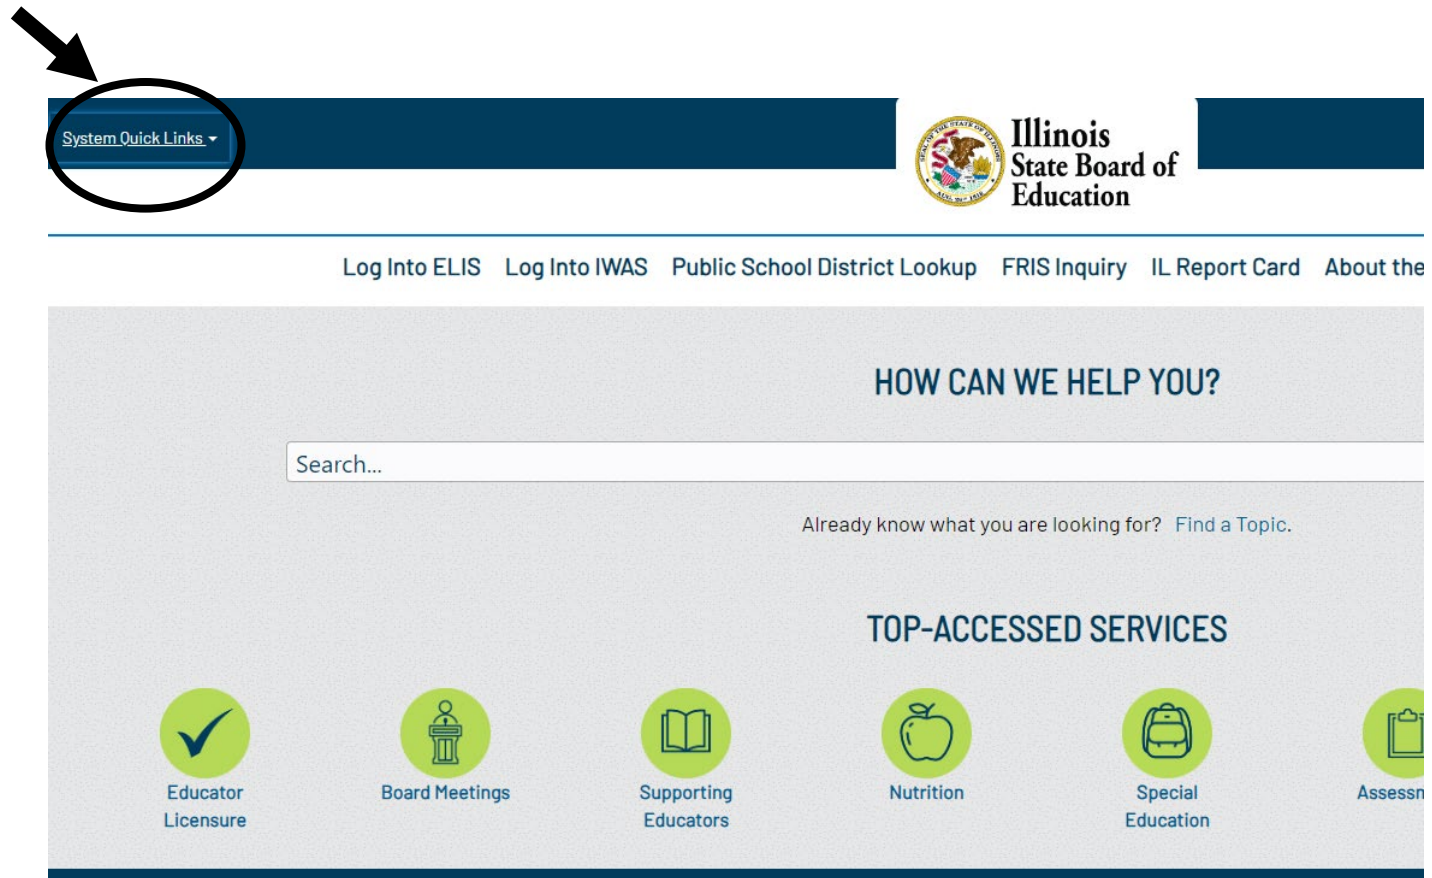 System Quick Links
Illinois
State Board of
Education
Log Into ELIS Log Into IWAS Public School District Lookup FRIS Inquiry IL Report Card About the
HOW CAN WE HELP YOU?
Search...
Already know what you are looking for? Find a Topic.
TOP-ACCESSED SERVICES
Educator
Licensure
Board Meetings
Supporting
Educators
Nutrition
Special
Education